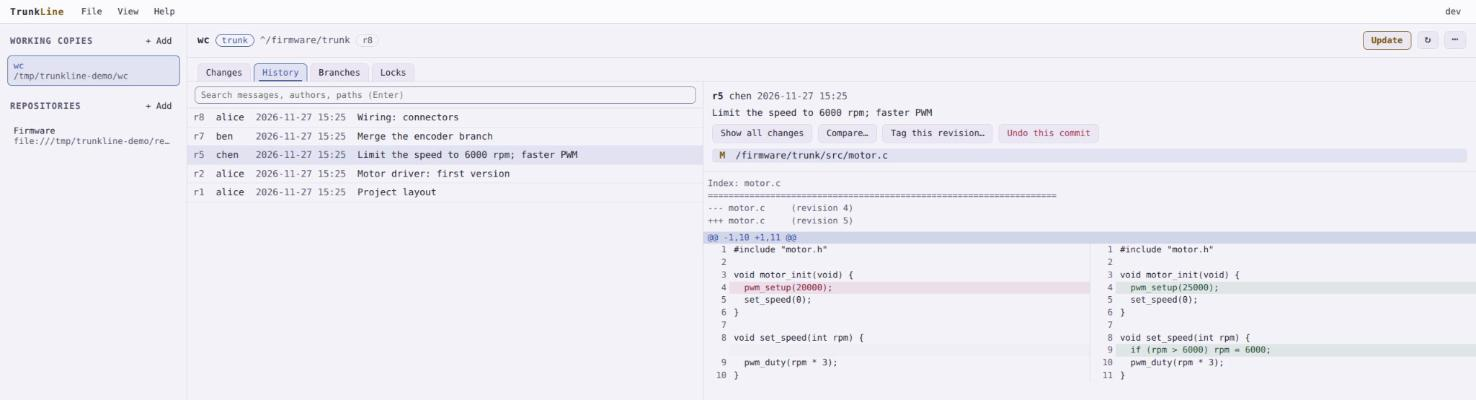 TrunkLine File View Help dev
WORKING COPIES + Add
wc
/tmp/trunkline-demo/wc
REPOSITORIES + Add
Firmware
file:///tmp/trunkline-demo/re…
wc trunk ^/firmware/trunk r8 Update ↻ ⋯
Changes History Branches Locks
Search messages, authors, paths (Enter)
r8 alice 2026-11-27 15:25 Wiring: connectors
r7 ben 2026-11-27 15:25 Merge the encoder branch
r5 chen 2026-11-27 15:25 Limit the speed to 6000 rpm; faster PWM
r2 alice 2026-11-27 15:25 Motor driver: first version
r1 alice 2026-11-27 15:25 Project layout
r5 chen 2026-11-27 15:25
Limit the speed to 6000 rpm; faster PWM
Show all changes Compare… Tag this revision… Undo this commit
M /firmware/trunk/src/motor.c
Index: motor.c
===================================================================
--- motor.c (revision 4)
+++ motor.c (revision 5)
@@ -1,10 +1,11 @@
1 #include "motor.h"
2
3 void motor_init(void) {
4 pwm_setup(20000);
5 set_speed(0);
6 }
7
8 void set_speed(int rpm) {
9 pwm_duty(rpm * 3);
10 }
1 #include "motor.h"
2
3 void motor_init(void) {
4 pwm_setup(25000);
5 set_speed(0);
6 }
7
8 void set_speed(int rpm) {
9 if (rpm > 6000) rpm = 6000;
10 pwm_duty(rpm * 3);
11 }